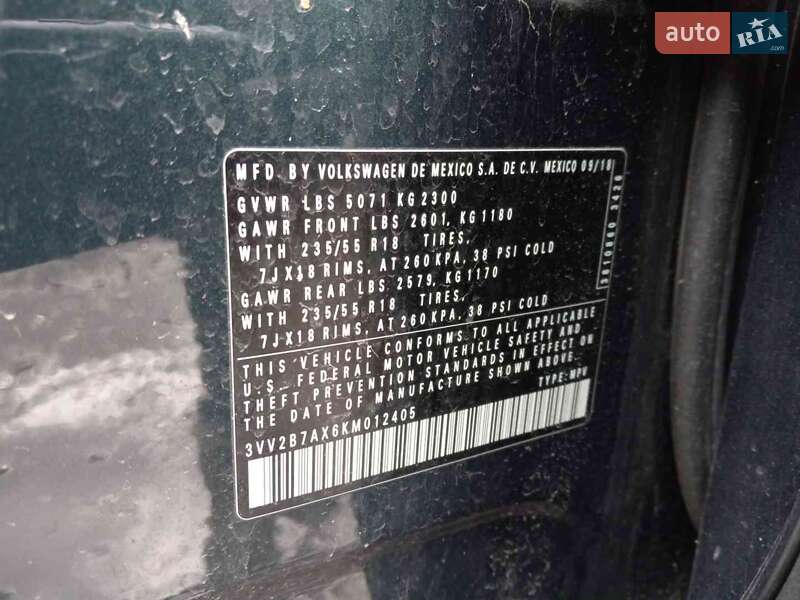 auto RIA.com
MFD. BY VOLKSWAGEN DE MEXICO S.A. DE C.V. MEXICO 09/18
GVWR LBS 5071 KG 2300
GAWR FRONT LBS 2601, KG 1180
WITH 235/55 R18 TIRES,
7JX18 RIMS, AT 260 KPA, 38 PSI COLD
GAWR REAR LBS 2579, KG 1170
WITH 235/55 R18 TIRES,
7JX18 RIMS, AT 260 KPA, 38 PSI COLD
THIS VEHICLE CONFORMS TO ALL APPLICABLE
U.S. FEDERAL MOTOR VEHICLE SAFETY AND
THEFT PREVENTION STANDARDS IN EFFECT ON
THE DATE OF MANUFACTURE SHOWN ABOVE.
TYPE: MPV
3VV2B7AX6KM012405